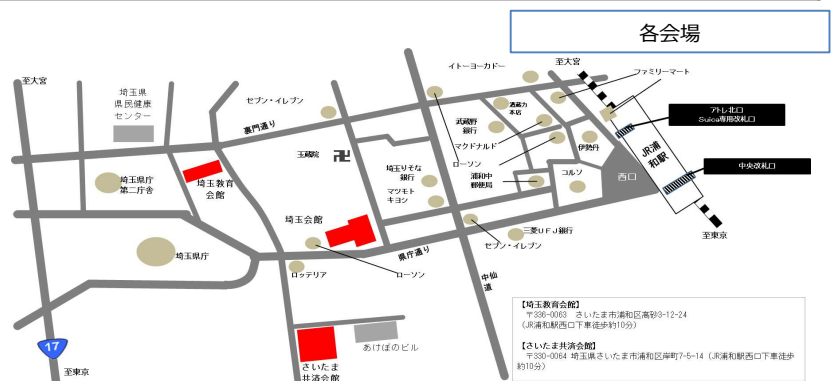 各会場
至大宮
イトーヨーカドー
至大宮
ファミリーマート
埼玉県
県民健康
センター
セブン・イレブン
裏門通り
武蔵野
銀行
酒蔵力
本店
マクドナルド
ローソン
伊勢丹
アトレ北口
Suica専用改札口
JR浦
和駅
中央改札口
玉蔵院
卍
埼玉りそな
銀行
マツモト
キヨシ
浦和中
郵便局
コルソ
西口
埼玉県庁
第二庁舎
埼玉教育
会館
埼玉会館
三菱UFJ銀行
セブン・イレブン
至東京
埼玉県庁
県庁通り
ロッテリア
ローソン
中仙
道
17
至東京
さいたま
共済会館
あけぼのビル
【埼玉教育会館】
〒336-0063 さいたま市浦和区高砂3-12-24
(JR浦和駅西口下車徒歩約10分)
【さいたま共済会館】
〒330-0064 埼玉県さいたま市浦和区岸町7-5-14 (JR浦和駅西口下車徒歩
約10分)